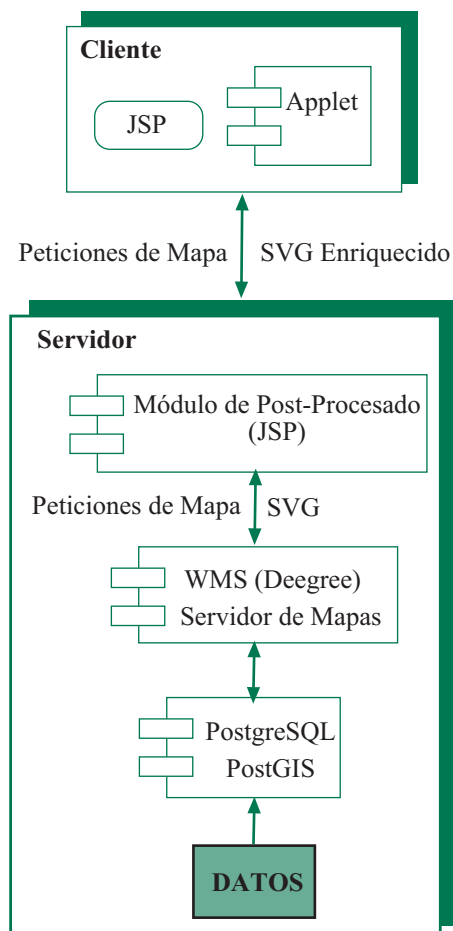 Cliente
JSP
Applet
Peticiones de Mapa
SVG Enriquecido
Servidor
Módulo de Post-Procesado
(JSP)
Peticiones de Mapa
SVG
WMS (Deegree)
Servidor de Mapas
PostgreSQL
PostGIS
DATOS